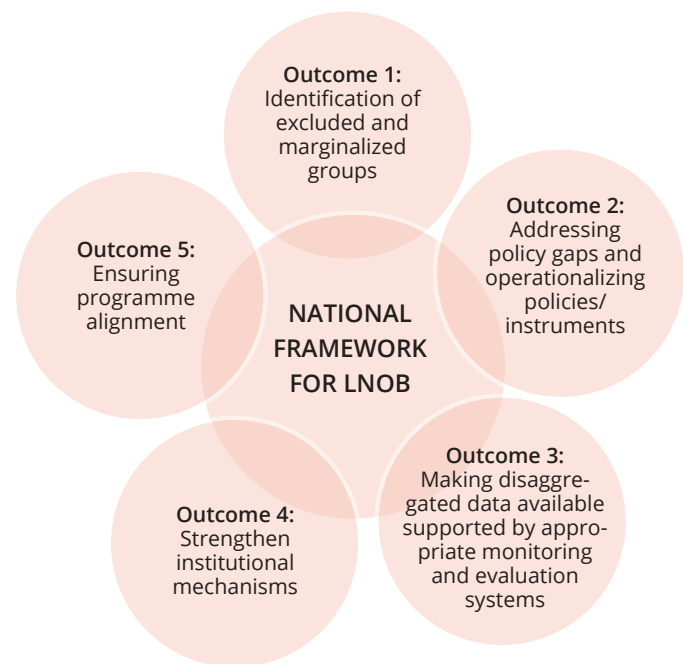 Outcome 1:
Identification of
excluded and
marginalized
groups
Outcome 2:
Addressing
policy gaps and
operationalizing
policies/
instruments
Outcome 3:
Making disaggre-
gated data available
supported by appro-
priate monitoring
and evaluation
systems
Outcome 4:
Strengthen
institutional
mechanisms
Outcome 5:
Ensuring
programme
alignment
NATIONAL
FRAMEWORK
FOR LNOB